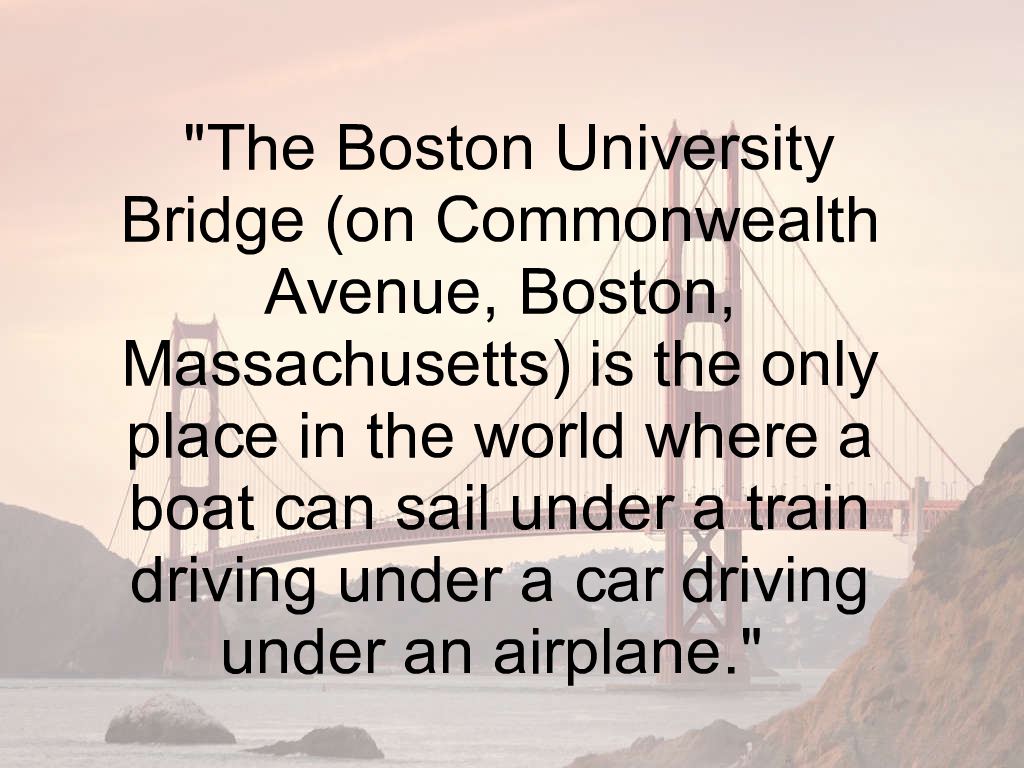 "The Boston University
Bridge (on Commonwealth
Avenue, Boston,
Massachusetts) is the only
place in the world where a
boat can sail under a train
driving under a car driving
under an airplane."